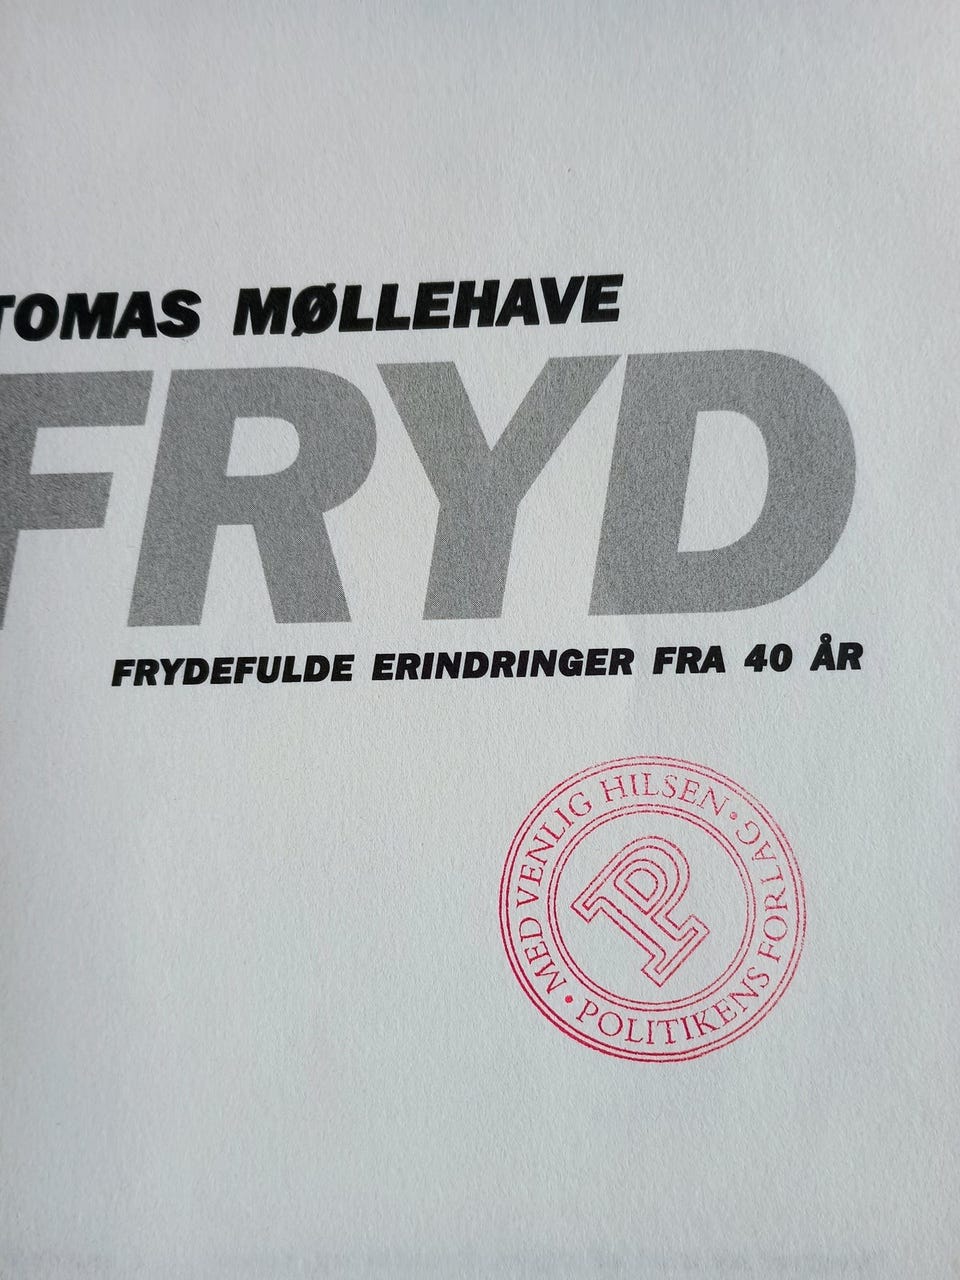 TOMAS MØLLEHAVE
FRYD
FRYDEFULDE ERINDRINGER FRA 40 ÅR
MED VENLIG HILSEN • POLITIKENS FORLAG •
P